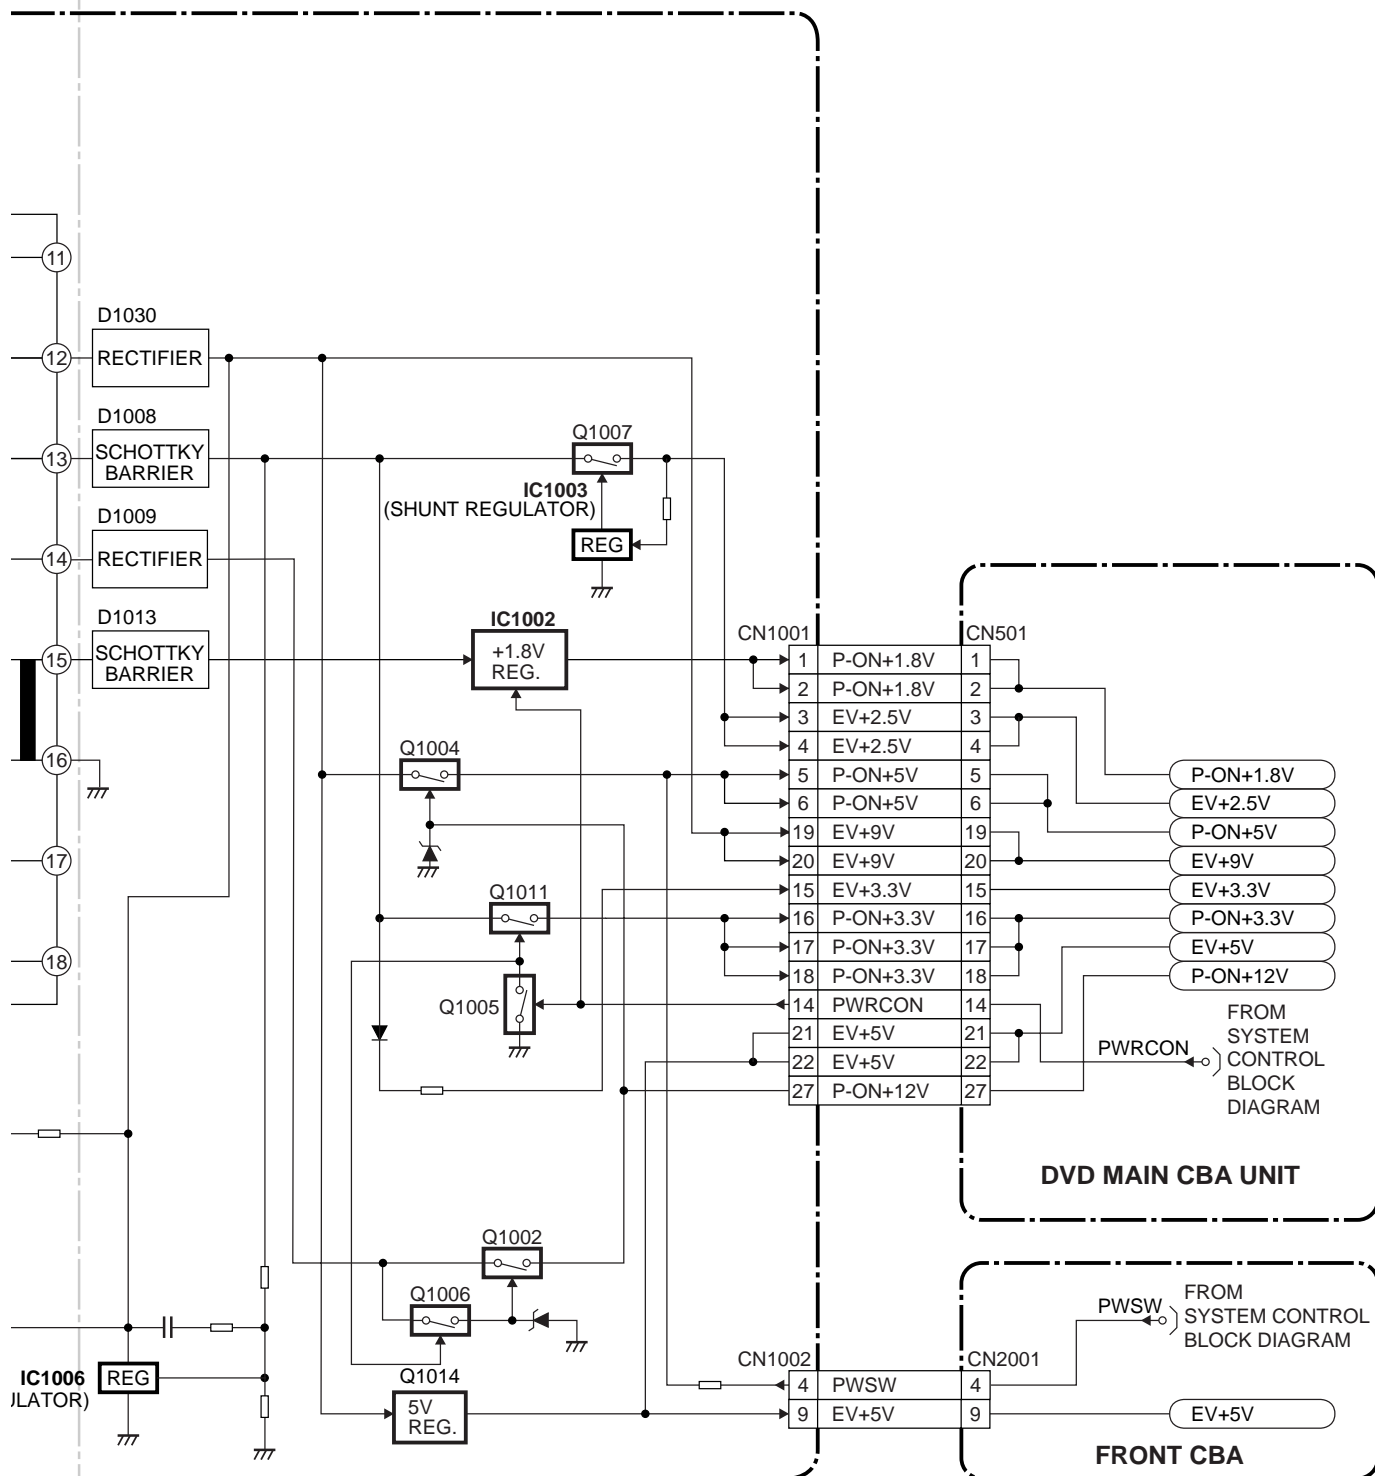 11
D1030
12
RECTIFIER
D1008
Q1007
13
SCHOTTKY
BARRIER
IC1003
(SHUNT REGULATOR)
D1009
REG
14
RECTIFIER
D1013
IC1002
15
SCHOTTKY
BARRIER
+1.8V
REG.
CN1001
CN501
1 P-ON+1.8V 1
2 P-ON+1.8V 2
3 EV+2.5V 3
4 EV+2.5V 4
5 P-ON+5V 5
6 P-ON+5V 6
19 EV+9V 19
20 EV+9V 20
15 EV+3.3V 15
16 P-ON+3.3V 16
17 P-ON+3.3V 17
18 P-ON+3.3V 18
14 PWRCON 14
21 EV+5V 21
22 EV+5V 22
27 P-ON+12V 27
Q1004
16
17
Q1011
18
Q1005
P-ON+1.8V
EV+2.5V
P-ON+5V
EV+9V
EV+3.3V
P-ON+3.3V
EV+5V
P-ON+12V
PWRCON
FROM
SYSTEM
CONTROL
BLOCK
DIAGRAM
DVD MAIN CBA UNIT
Q1002
Q1006
IC1006
JLATOR)
REG
Q1014
5V
REG.
CN1002
CN2001
4 PWSW 4
9 EV+5V 9
PWSW
FROM
SYSTEM CONTROL
BLOCK DIAGRAM
EV+5V
FRONT CBA